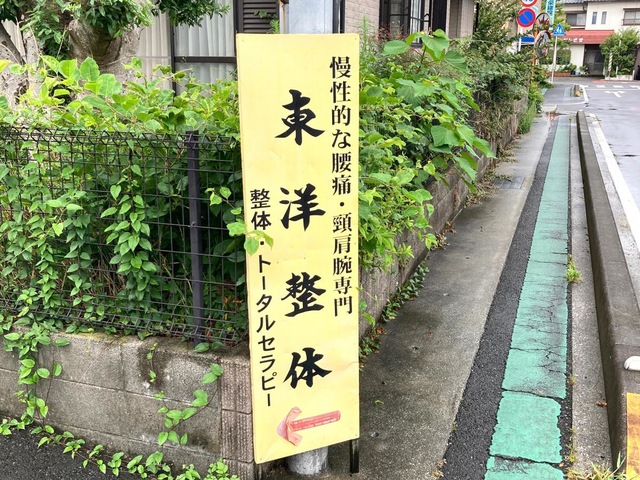 慢性的な腰痛・頸肩腕専門
東洋整体
整体・トータルセラピー